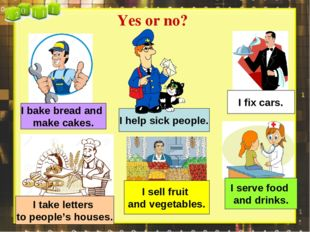 Yes or no?
I bake bread and
make cakes.
I help sick people.
I fix cars.
I take letters
to people's houses.
I sell fruit
and vegetables.
I serve food
and drinks.